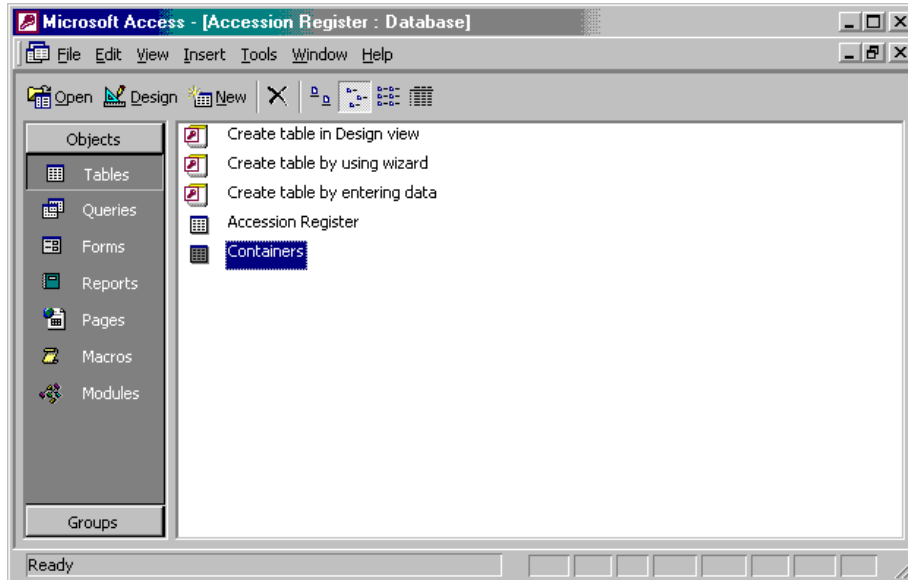 Microsoft Access - [Accession Register : Database]
File Edit View Insert Tools Window Help
Open Design New
Objects
Tables
Queries
Forms
Reports
Pages
Macros
Modules
Groups
Create table in Design view
Create table by using wizard
Create table by entering data
Accession Register
Containers
Ready